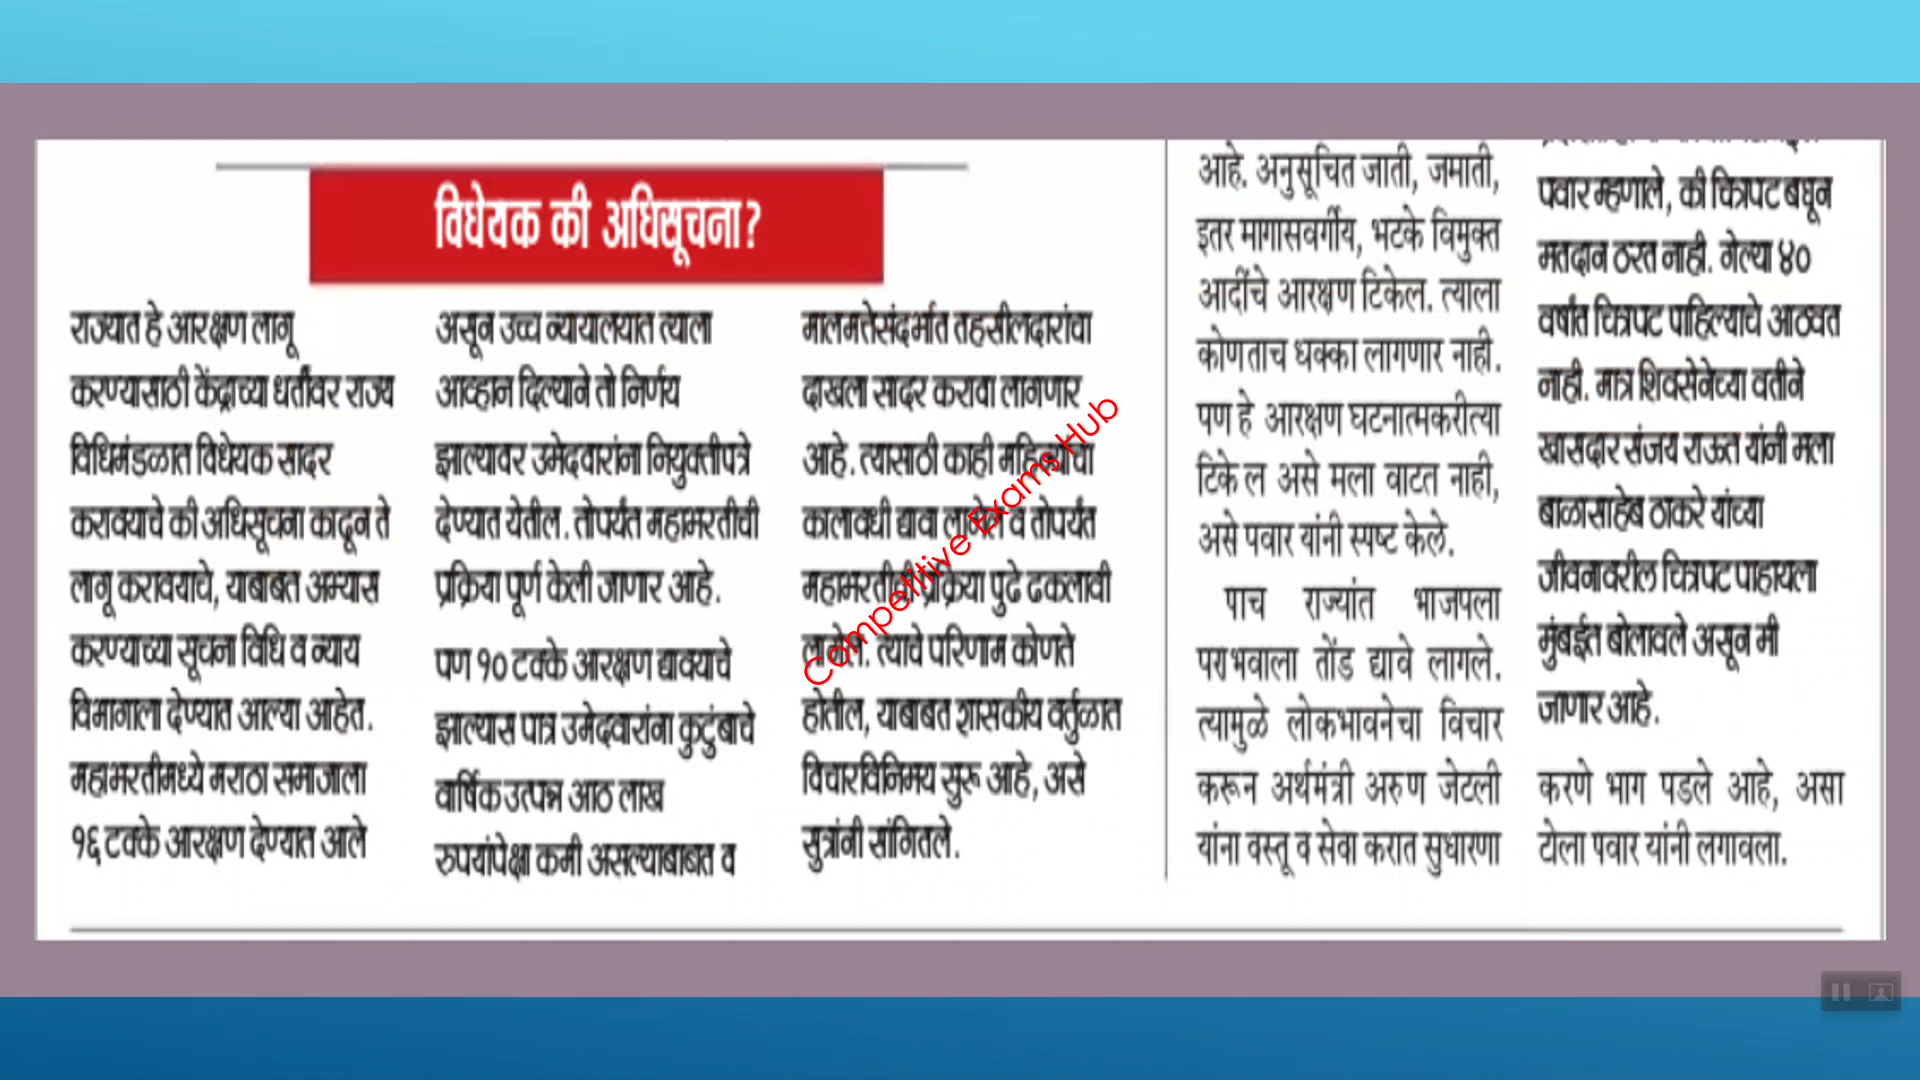 विधेयक की अधिसूचना?
राज्यात हे आरक्षण लागू
करण्यासाठी केंद्राच्या धर्तीवर राज्य
विधिमंडळात विधेयक सादर
करावयाचे की अधिसूचना काढून ते
लागू करावयाचे, याबाबत अभ्यास
करण्याच्या सूचना विधि व न्याय
विभागाला देण्यात आल्या आहेत.
महाभरतीमध्ये मराठा समाजाला
१६ टक्के आरक्षण देण्यात आले
असून उच्च न्यायालयात त्याला
आव्हान दिल्याने तो निर्णय
झाल्यावर उमेदवारांना नियुक्तीपत्रे
देण्यात येतील. तोपर्यंत महाभरतीची
प्रक्रिया पूर्ण केली जाणार आहे.
पण १० टक्के आरक्षण द्यावयाचे
झाल्यास पात्र उमेदवारांना कुटुंबाचे
वार्षिक उत्पन्न आठ लाख
रुपयांपेक्षा कमी असल्याबाबत व
मालमत्तेसंदर्भात तहसीलदारांचा
दाखला सादर करावा लागणार
आहे. त्यासाठी काही महिन्यांचा
कालावधी द्यावा लागेल व तोपर्यंत
महाभरतीची प्रक्रिया पुढे ढकलावी
लागेल. त्याचे परिणाम कोणते
होतील, याबाबत शासकीय वर्तुळात
विचारविनिमय सुरू आहे, असे
सुत्रांनी सांगितले.
आहे. अनुसूचित जाती, जमाती,
इतर मागासवर्गीय, भटके विमुक्त
आदींचे आरक्षण टिकेल. त्याला
कोणताच धक्का लागणार नाही.
पण हे आरक्षण घटनात्मकरीत्या
टिकेल असे मला वाटत नाही,
असे पवार यांनी स्पष्ट केले.
पाच राज्यांत भाजपला
पराभवाला तोंड द्यावे लागले.
त्यामुळे लोकभावनेचा विचार
करून अर्थमंत्री अरुण जेटली
यांना वस्तू व सेवा करात सुधारणा
पवार म्हणाले, की चित्रपट बघून
मतदान ठरत नाही. गेल्या ४०
वर्षांत चित्रपट पाहिल्याचे आठवत
नाही. मात्र शिवसेनेच्या वतीने
खासदार संजय राऊत यांनी मला
बाळासाहेब ठाकरे यांच्या
जीवनावरील चित्रपट पाहायला
मुंबईत बोलावले असून मी
जाणार आहे.
करणे भाग पडले आहे, असा
टोला पवार यांनी लगावला.
Competitive Exams Hub